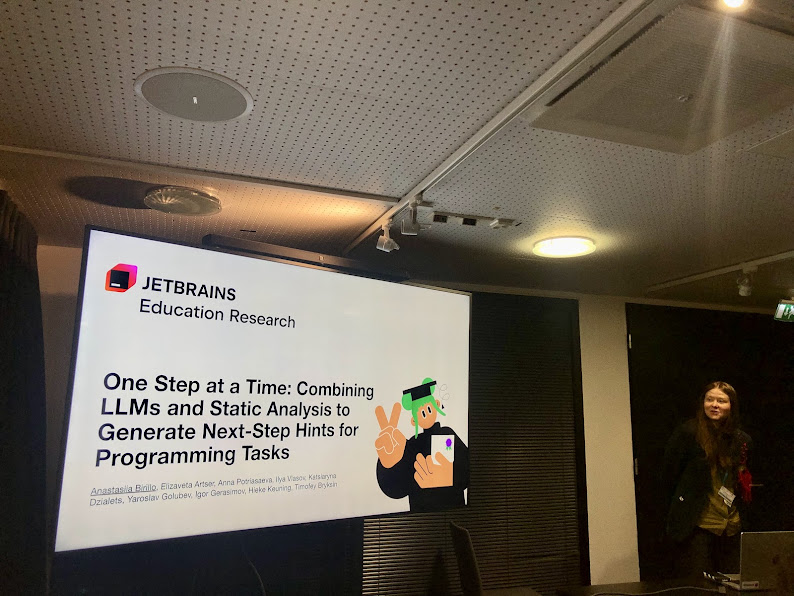 JETBRAINS
Education Research
One Step at a Time: Combining
LLMs and Static Analysis to
Generate Next-Step Hints for
Programming Tasks
Anastasiia Birillo, Elizaveta Artser, Anna Potriasaeva, Ilya Vlasov, Katsiaryna
Dzialets, Yaroslav Golubev, Igor Gerasimov, Hieke Keuning, Timofey Bryksin